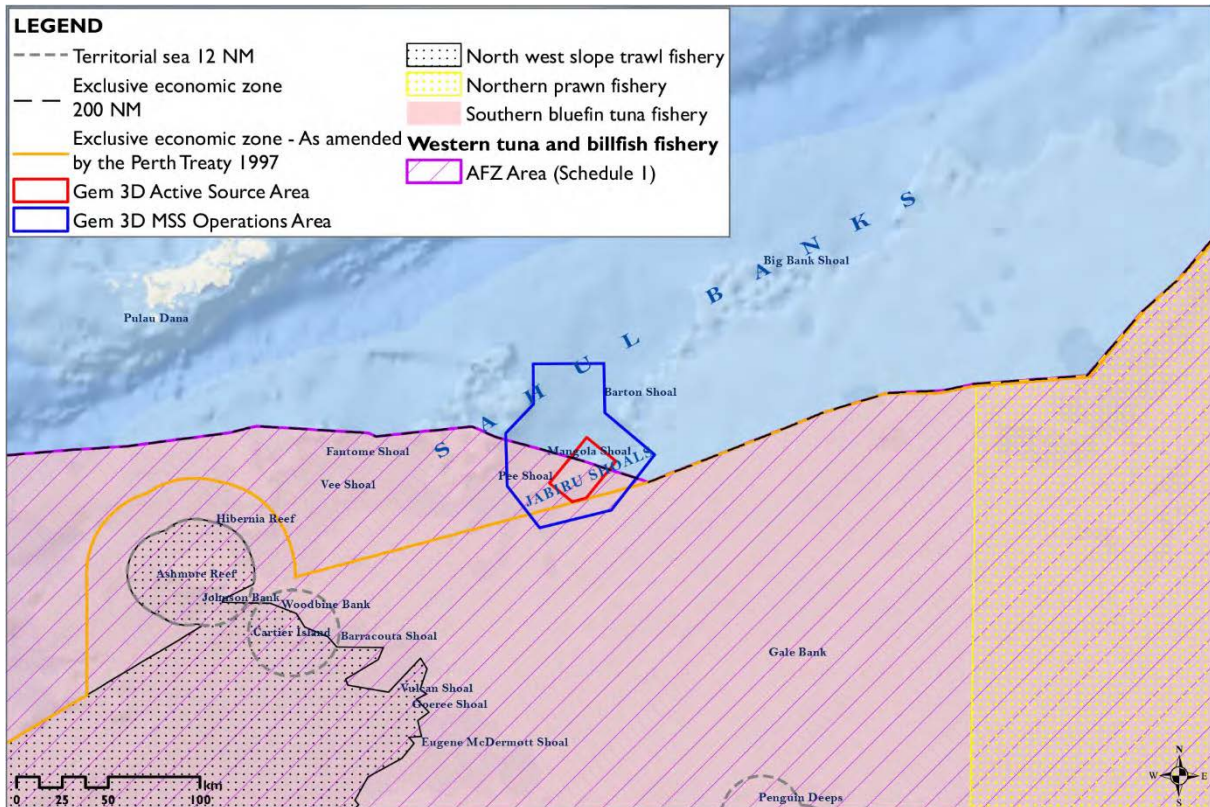 LEGEND
Territorial sea 12 NM
Exclusive economic zone
200 NM
Exclusive economic zone - As amended
by the Perth Treaty 1997
Gem 3D Active Source Area
Gem 3D MSS Operations Area
North west slope trawl fishery
Northern prawn fishery
Southern bluefin tuna fishery
Western tuna and billfish fishery
AFZ Area (Schedule 1)
SAHUL BANKS
Big Bank Shoal
Pulau Dana
Barton Shoal
Fantome Shoal
Mangola Shoal
Pee Shoal
Vee Shoal
JABIRU SHOALS
Hibernia Reef
Ashmore Reef
Johnson Bank
Woodbine Bank
Cartier Island
Barracouta Shoal
Gale Bank
Vulcan Shoal
Goeree Shoal
Eugene McDermott Shoal
Penguin Deeps
km
0 25 50 100
N
W E
S